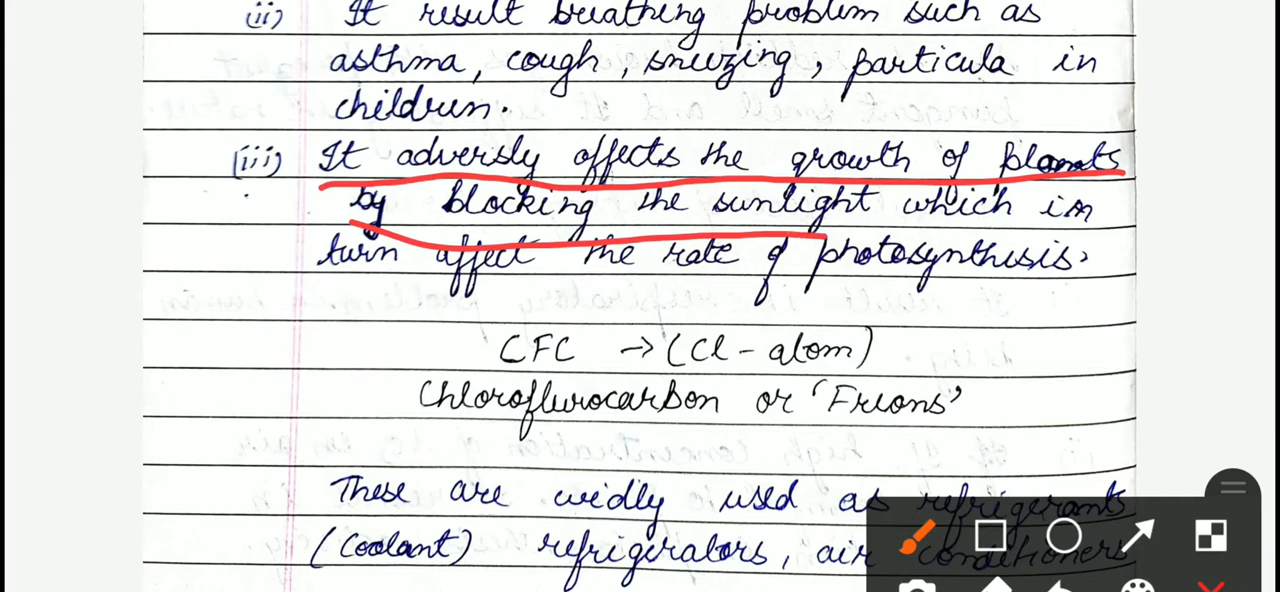 (ii) It result breathing problem such as
asthma, cough, sneezing, particula in
children.
(iii) It adversly affects the growth of plants
by blocking the sunlight which in
turn affect the rate of photosynthesis.
CFC → (Cl - atom)
Chloroflurocarbon or 'Freons'
These are widly used as refrigerants
(Coolant) refrigerators, air conditioners